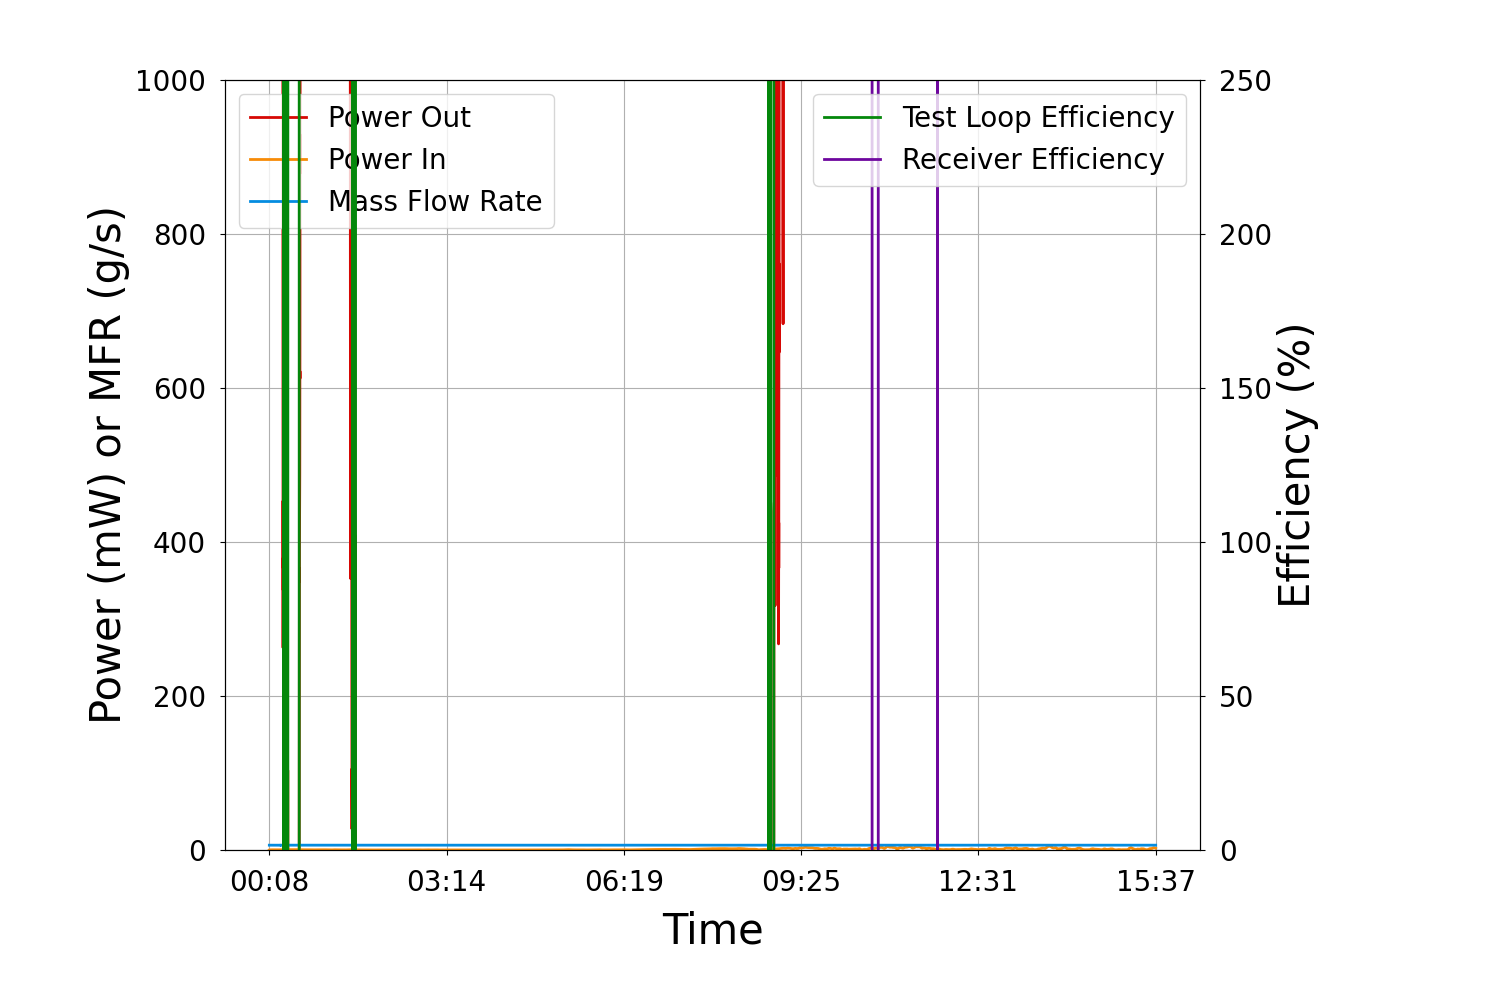 1000
800
600
400
200
0
Power (mW) or MFR (g/s)
Power Out
Power In
Mass Flow Rate
Test Loop Efficiency
Receiver Efficiency
250
200
150
100
50
0
Efficiency (%)
00:08 03:14 06:19 09:25 12:31 15:37
Time